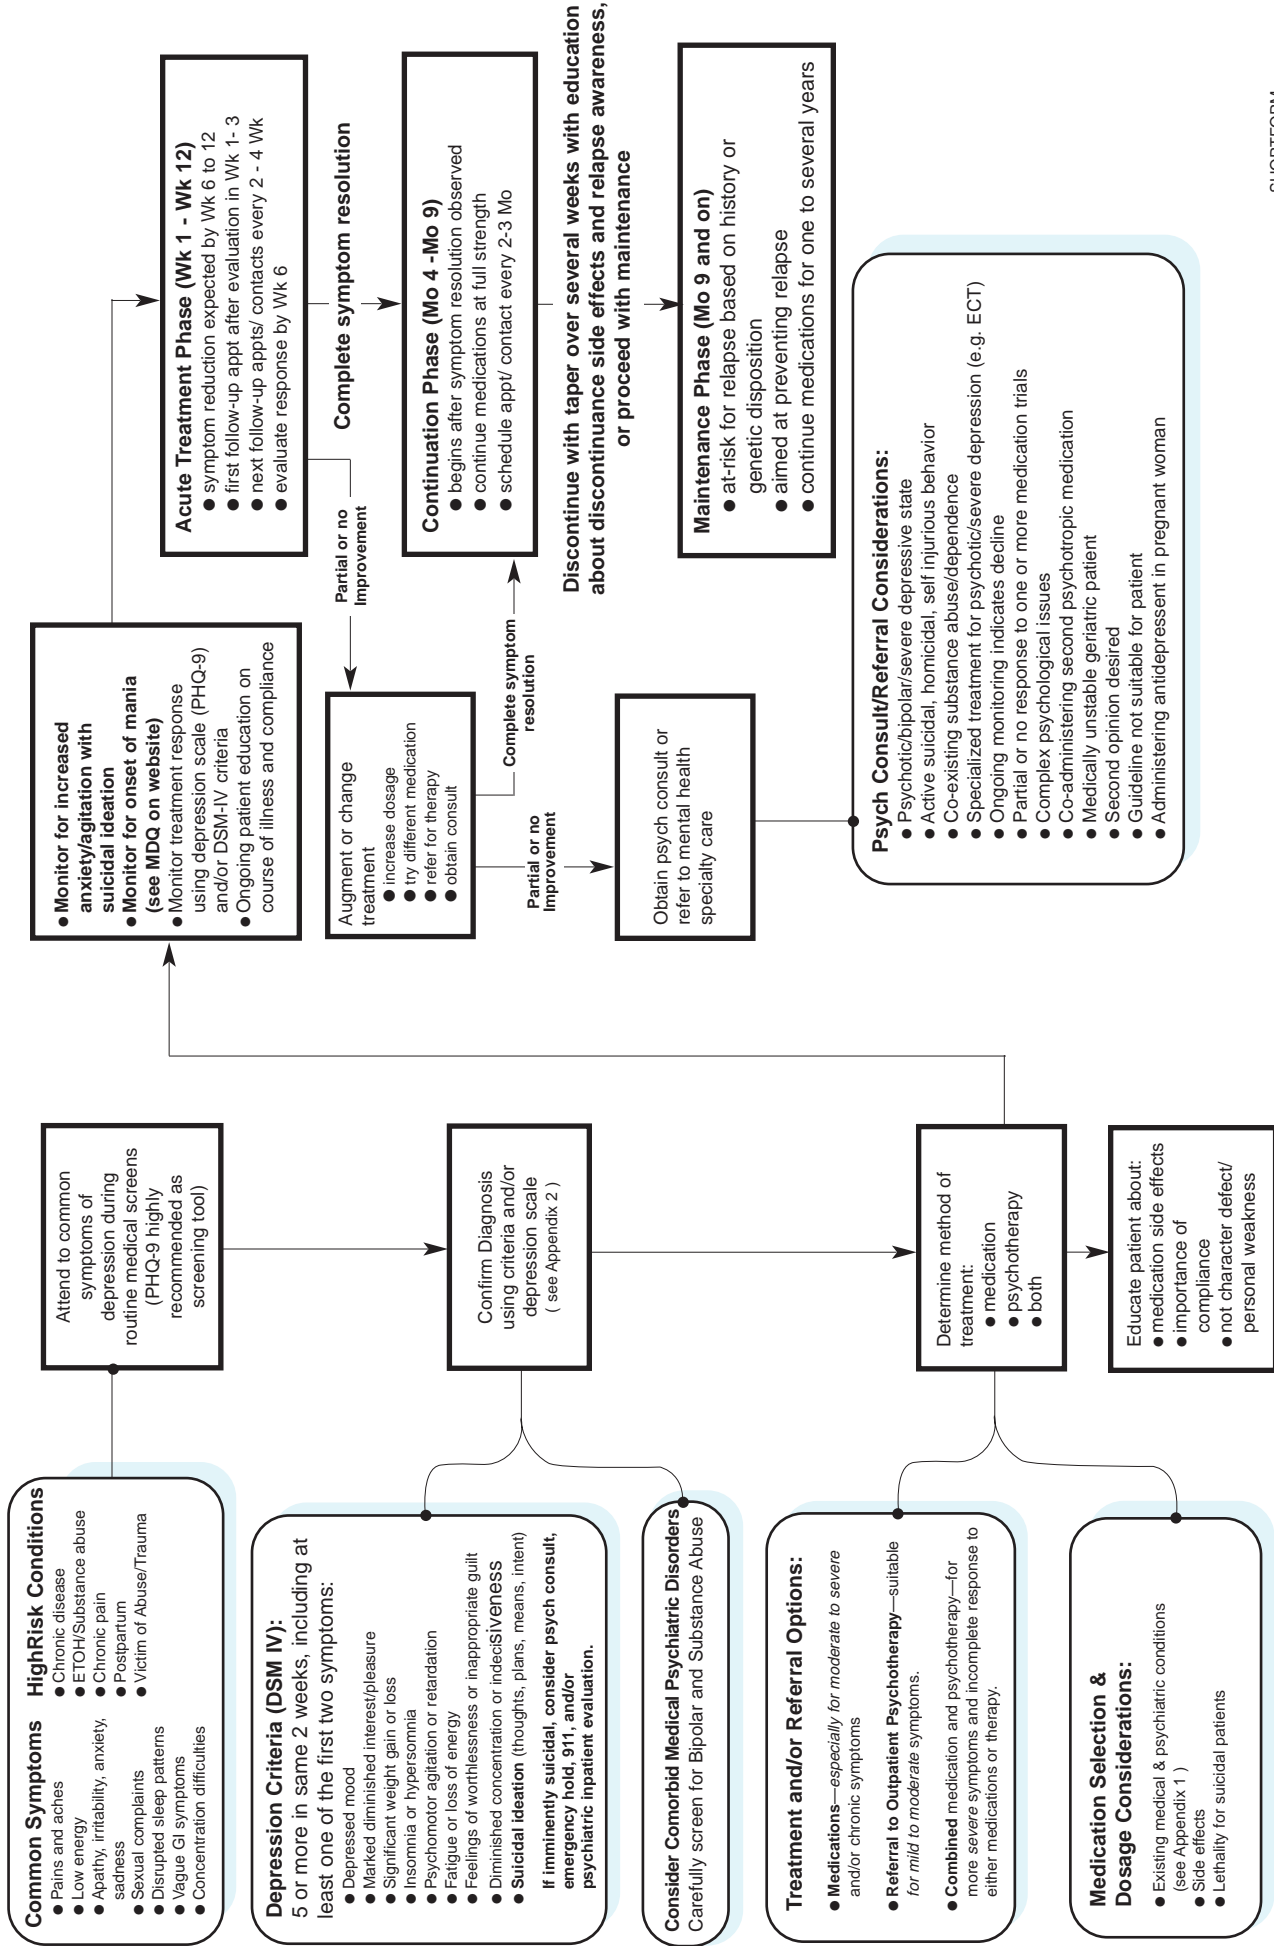 Common Symptoms
● Pains and aches
● Low energy
● Apathy, irritability, anxiety,
sadness
● Sexual complaints
● Disrupted sleep patterns
● Vague GI symptoms
● Concentration difficulties
HighRisk Conditions
● Chronic disease
● ETOH/Substance abuse
● Chronic pain
● Postpartum
● Victim of Abuse/Trauma
Attend to common
symptoms of
depression during
routine medical screens
(PHQ-9 highly
recommended as
screening tool)
Depression Criteria (DSM IV):
5 or more in same 2 weeks, including at
least one of the first two symptoms:
● Depressed mood
● Marked diminished interest/pleasure
● Significant weight gain or loss
● Insomnia or hypersomnia
● Psychomotor agitation or retardation
● Fatigue or loss of energy
● Feelings of worthlessness or inappropriate guilt
● Diminished concentration or indecisiveness
● Suicidal ideation (thoughts, plans, means, intent)
If imminently suicidal, consider psych consult,
emergency hold, 911, and/or
psychiatric inpatient evaluation.
Confirm Diagnosis
using criteria and/or
depression scale
( see Appendix 2 )
Consider Comorbid Medical Psychiatric Disorders
Carefully screen for Bipolar and Substance Abuse
Treatment and/or Referral Options:
● Medications—especially for moderate to severe
and/or chronic symptoms
● Referral to Outpatient Psychotherapy—suitable
for mild to moderate symptoms.
● Combined medication and psychotherapy—for
more severe symptoms and incomplete response to
either medications or therapy.
Determine method of
treatment:
● medication
● psychotherapy
● both
Medication Selection &
Dosage Considerations:
● Existing medical & psychiatric conditions
(see Appendix 1 )
● Side effects
● Lethality for suicidal patients
Educate patient about:
● medication side effects
● importance of
compliance
● not character defect/
personal weakness
● Monitor for increased
anxiety/agitation with
suicidal ideation
● Monitor for onset of mania
(see MDQ on website)
● Monitor treatment response
using depression scale (PHQ-9)
and/or DSM-IV criteria
● Ongoing patient education on
course of illness and compliance
Acute Treatment Phase (Wk 1 - Wk 12)
● symptom reduction expected by Wk 6 to 12
● first follow-up appt after evaluation in Wk 1- 3
● next follow-up appts/ contacts every 2 - 4 Wk
● evaluate response by Wk 6
Partial or no
Improvement
Complete symptom resolution
Augment or change
treatment
● increase dosage
● try different medication
● refer for therapy
● obtain consult
Complete symptom
resolution
Continuation Phase (Mo 4 -Mo 9)
● begins after symptom resolution observed
● continue medications at full strength
● schedule appt/ contact every 2-3 Mo
Partial or no
Improvement
Discontinue with taper over several weeks with education
about discontinuance side effects and relapse awareness,
or proceed with maintenance
Obtain psych consult or
refer to mental health
specialty care
Maintenance Phase (Mo 9 and on)
● at-risk for relapse based on history or
genetic disposition
● aimed at preventing relapse
● continue medications for one to several years
Psych Consult/Referral Considerations:
● Psychotic/bipolar/severe depressive state
● Active suicidal, homicidal, self injurious behavior
● Co-existing substance abuse/dependence
● Specialized treatment for psychotic/severe depression (e.g. ECT)
● Ongoing monitoring indicates decline
● Partial or no response to one or more medication trials
● Complex psychological issues
● Co-administering second psychotropic medication
● Medically unstable geriatric patient
● Second opinion desired
● Guideline not suitable for patient
● Administering antidepressent in pregnant woman
SHORTFORM